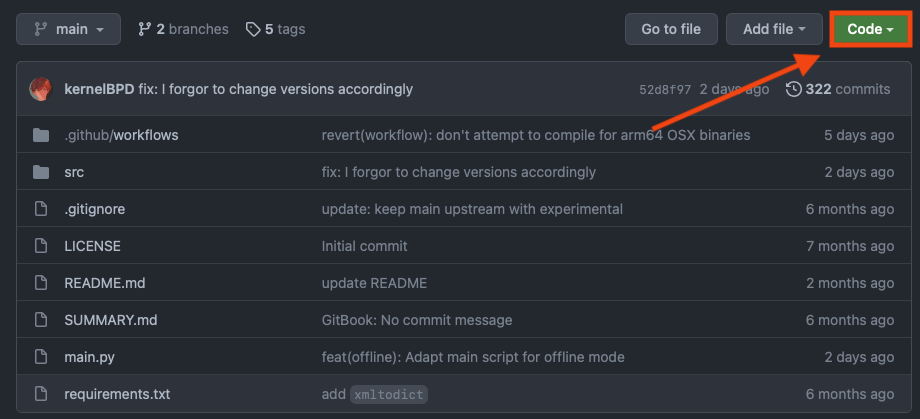 main 2 branches 5 tags Go to file Add file Code
kernelBPD fix: I forgor to change versions accordingly 52d8f97 2 days ago 322 commits
.github/workflows revert(workflow): don't attempt to compile for arm64 OSX binaries 5 days ago
src fix: I forgor to change versions accordingly 2 days ago
.gitignore update: keep main upstream with experimental 6 months ago
LICENSE Initial commit 7 months ago
README.md update README 2 months ago
SUMMARY.md GitBook: No commit message 6 months ago
main.py feat(offline): Adapt main script for offline mode 2 days ago
requirements.txt add xmltodict 6 months ago